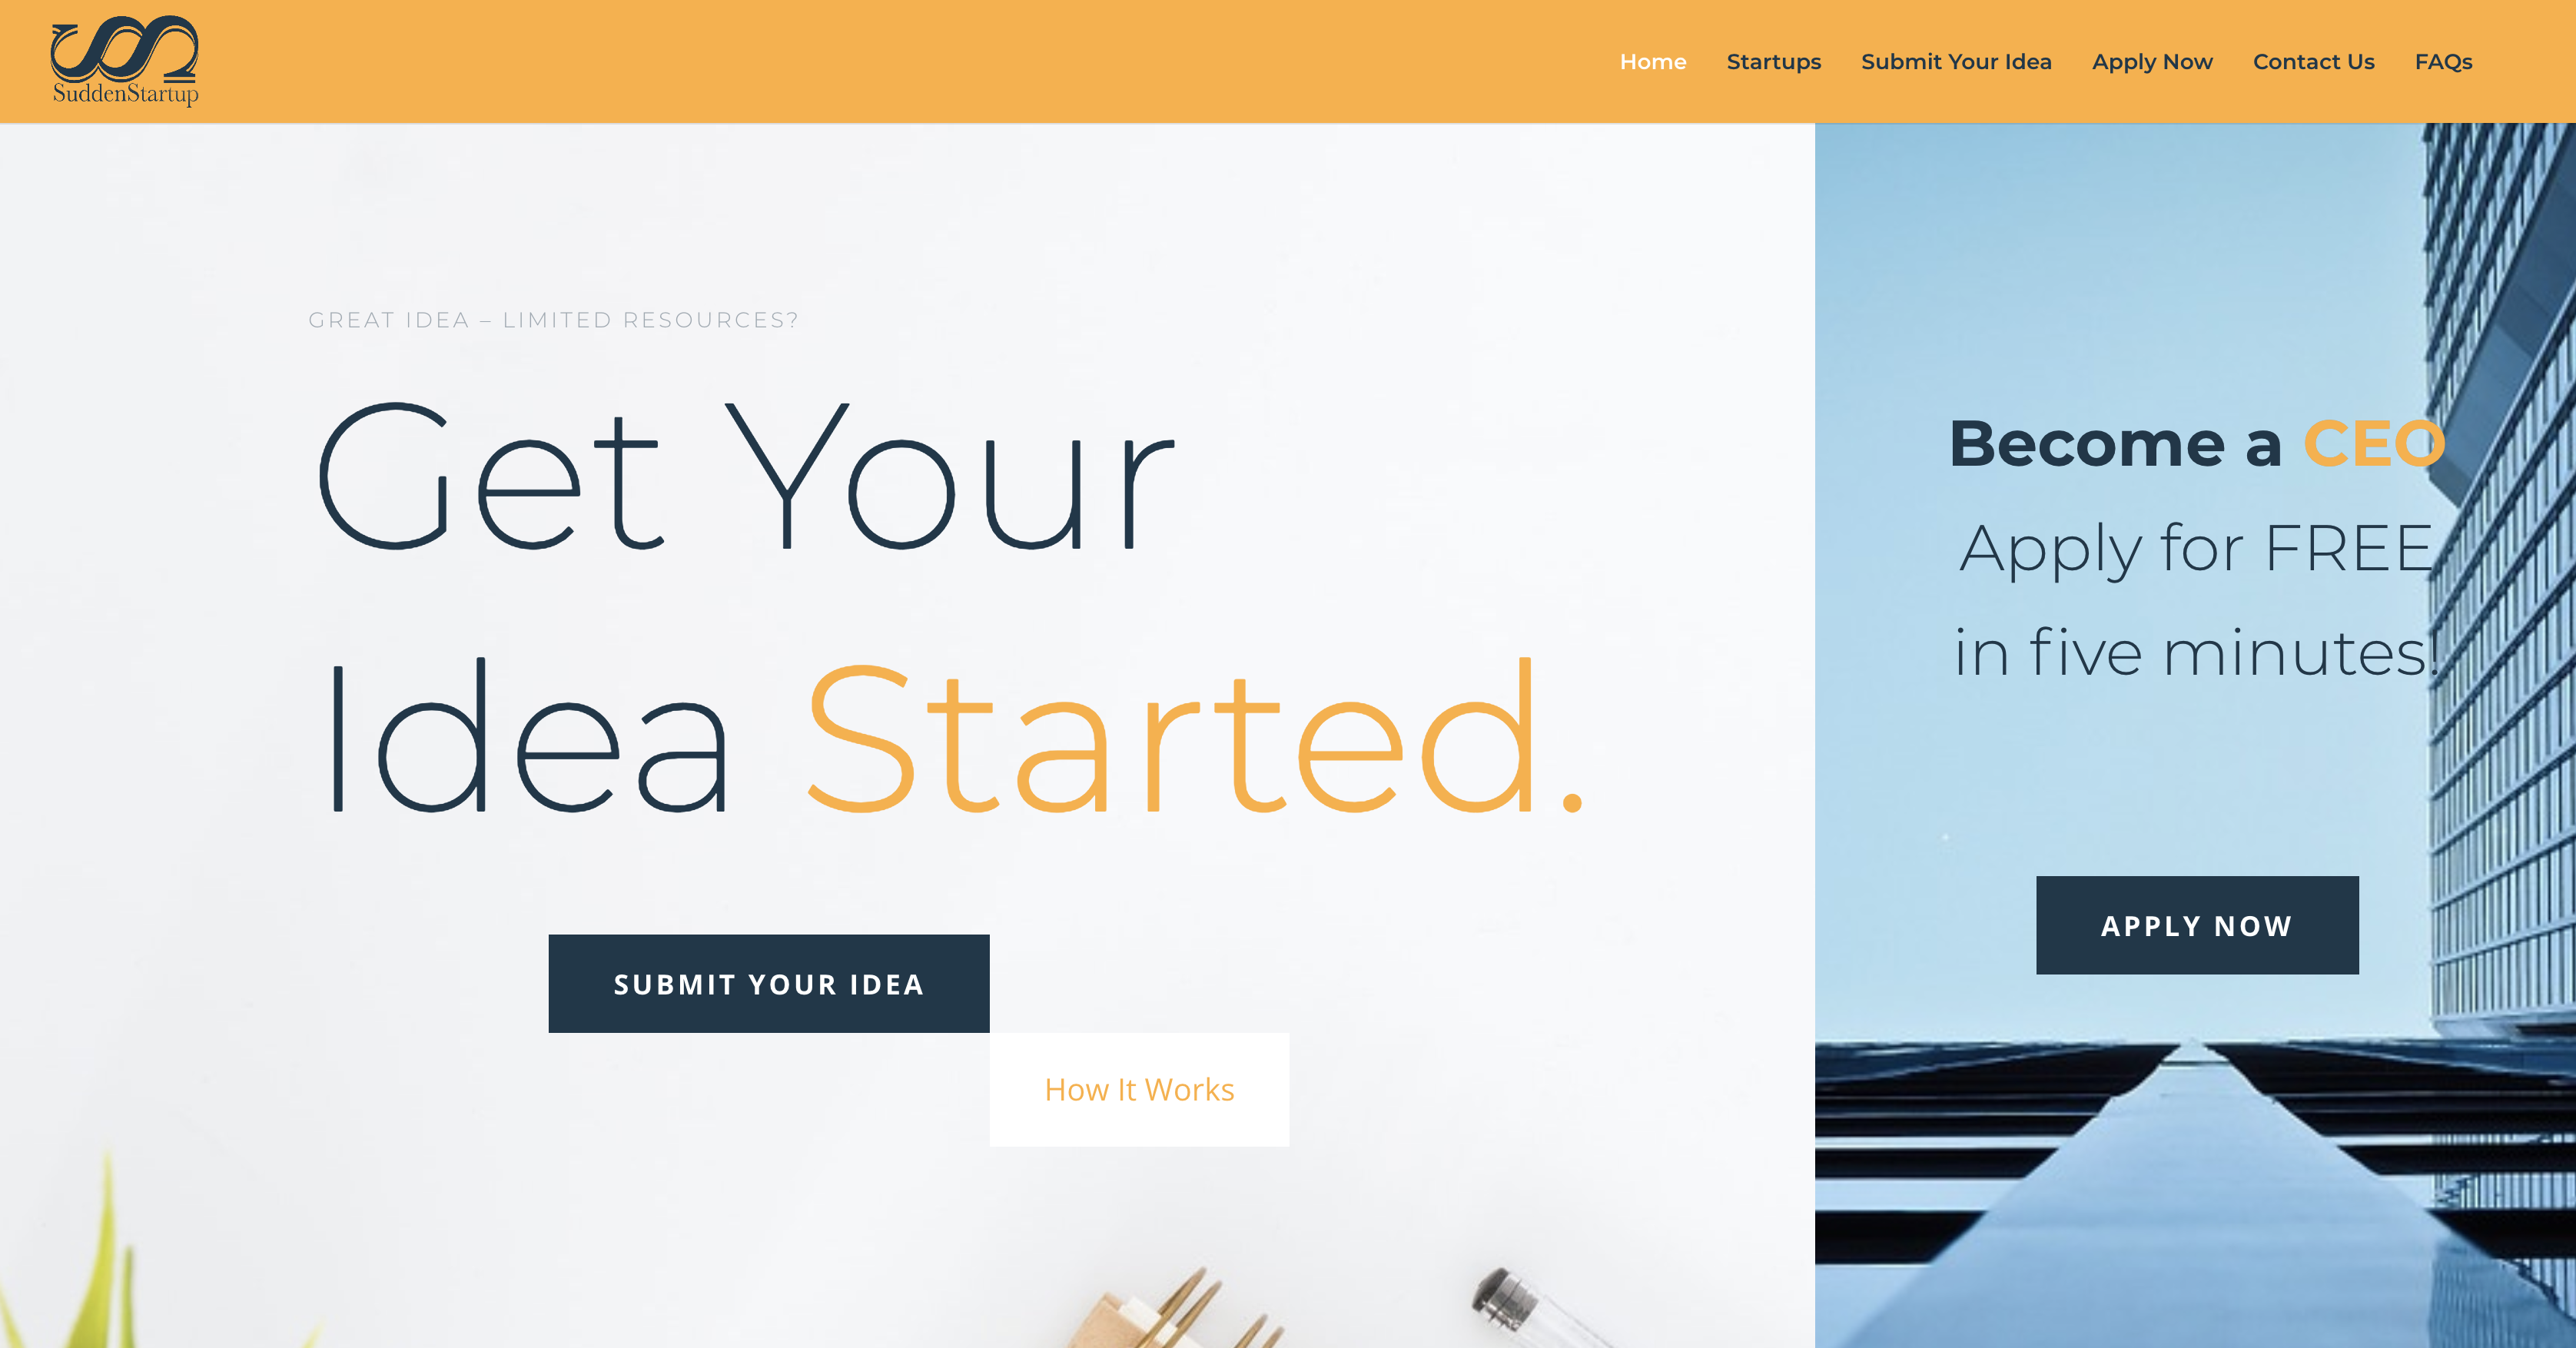 SuddenStartup
Home Startups Submit Your Idea Apply Now Contact Us FAQs
GREAT IDEA – LIMITED RESOURCES?
Get Your
Idea Started.
SUBMIT YOUR IDEA
How It Works
Become a CEO
Apply for FREE
in five minutes!
APPLY NOW